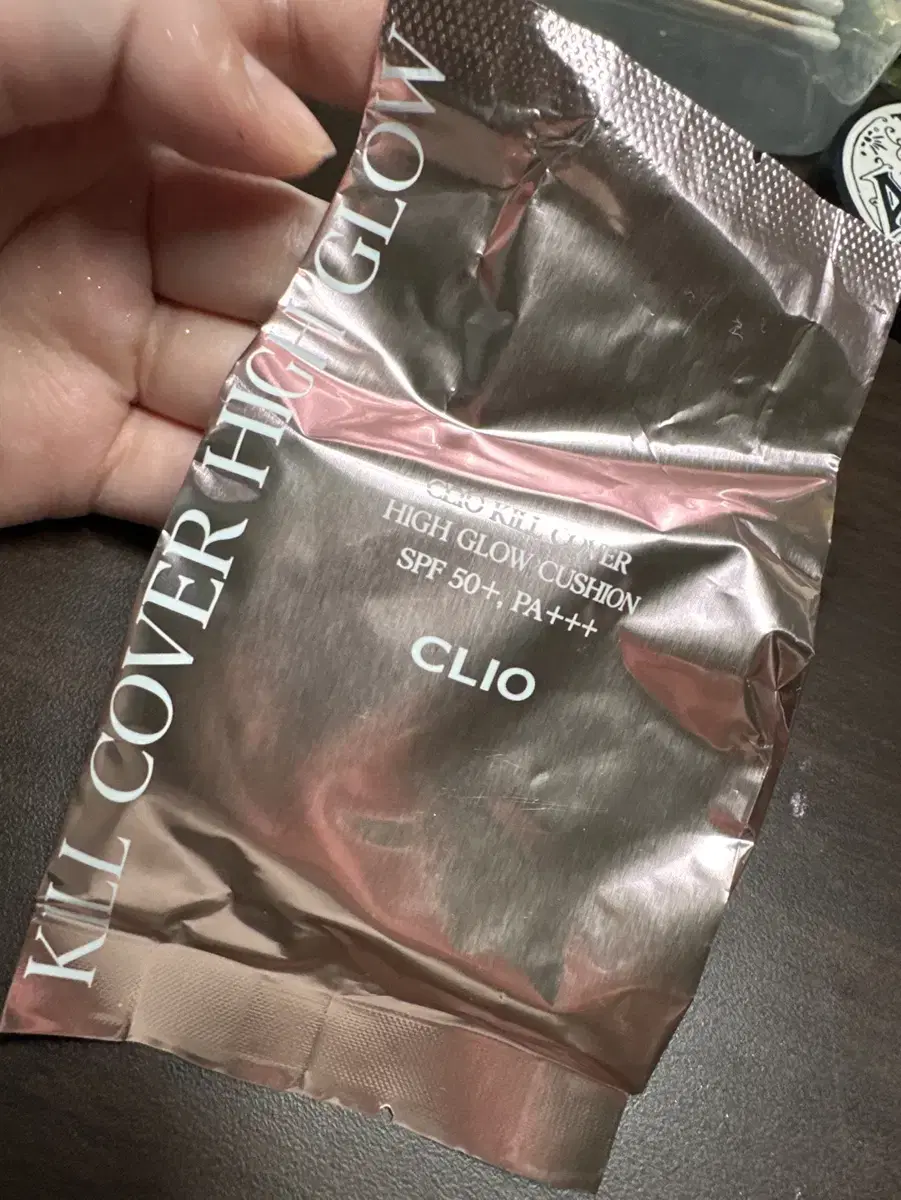 KILL COVER HIGH GLOW
CLIO KILL COVER
HIGH GLOW CUSHION
SPF 50+, PA+++
CLIO